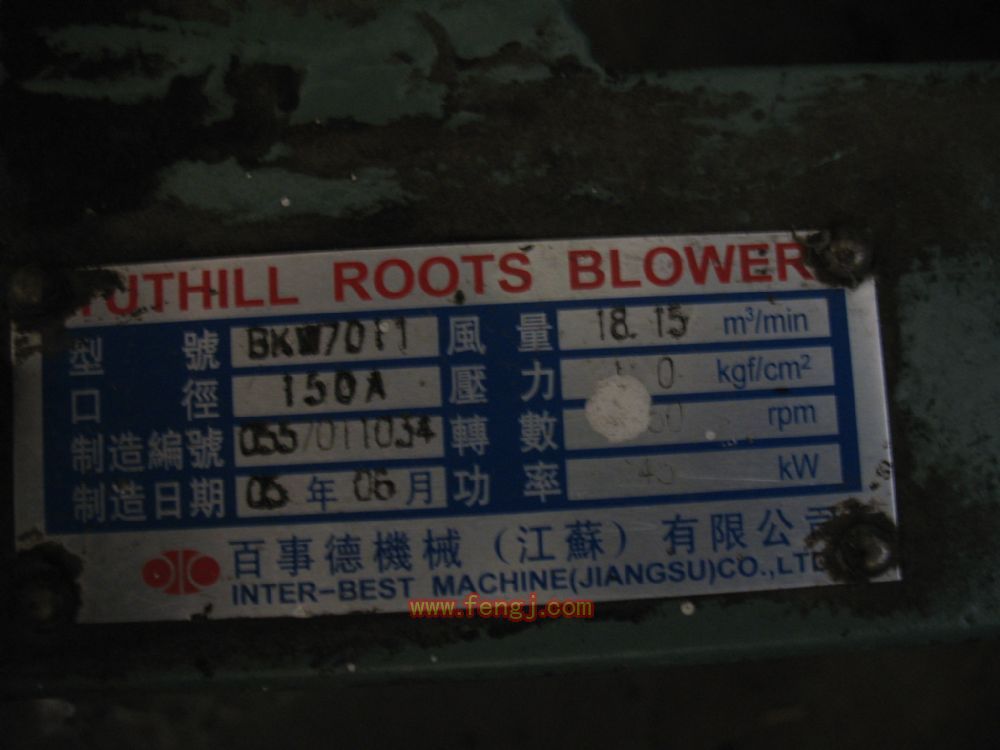 TUTHILL ROOTS BLOWER
型號 BKW7011 風量 18.15 m³/min
口徑 150A 壓力 kgf/cm²
制造編號 0557011034 轉數 rpm
制造日期 05年06月 功率 45 kW
百事德機械（江蘇）有限公司
INTER-BEST MACHINE(JIANGSU)CO.,LTD
www.fengj.com